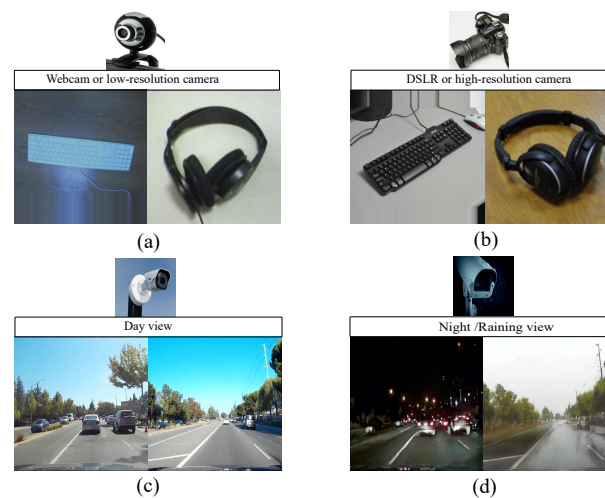 Webcam or low-resolution camera
DSLR or high-resolution camera
(a)
(b)
Day view
Night /Raining view
(c)
(d)